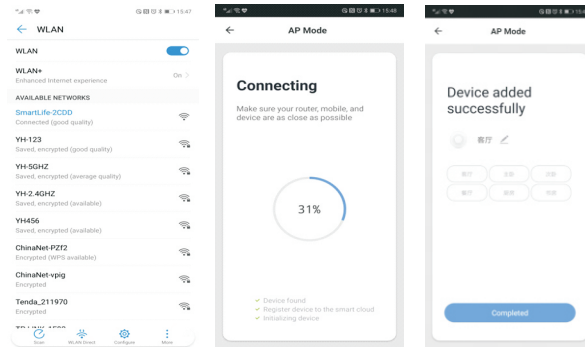 15:47
WLAN
WLAN
WLAN+
Enhanced Internet experience
On
AVAILABLE NETWORKS
SmartLife-2CDD
Connected (good quality)
YH-123
Saved, encrypted (good quality)
YH-5GHZ
Saved, encrypted (average quality)
YH-2.4GHZ
Saved, encrypted (available)
YH456
Saved, encrypted (available)
ChinaNet-PZf2
Encrypted (WPS available)
ChinaNet-vpig
Encrypted
Tenda_211970
Encrypted
Scan
WLAN Direct
Configure
More
15:48
AP Mode
Connecting
Make sure your router, mobile, and
device are as close as possible
31%
Device found
Register device to the smart cloud
Initializing device
AP Mode
Device added
successfully
客厅
Completed